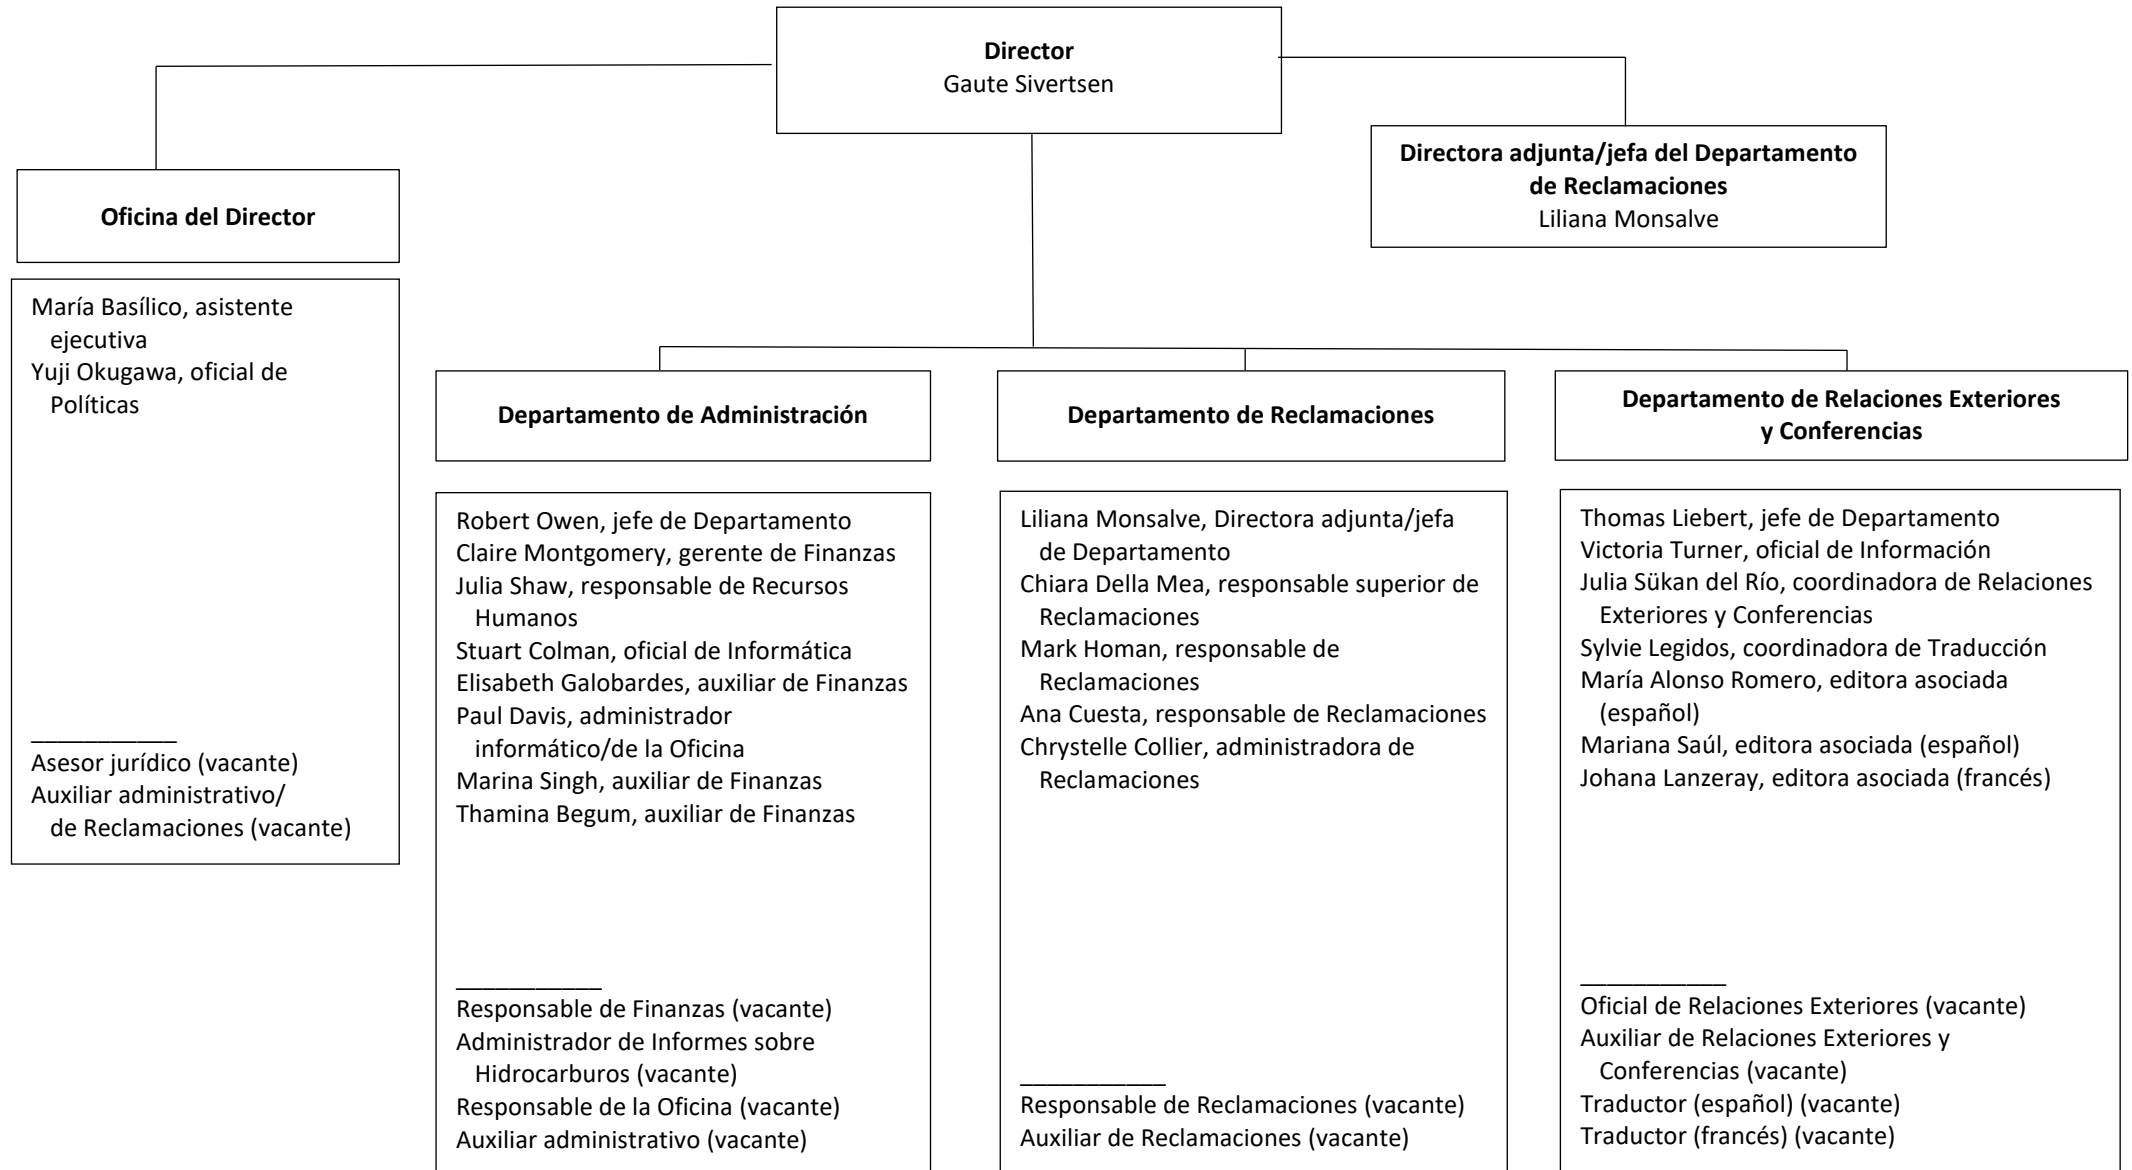 Director
Gaute Sivertsen
Directora adjunta/jefa del Departamento
de Reclamaciones
Liliana Monsalve
Oficina del Director
María Basílico, asistente
ejecutiva
Yuji Okugawa, oficial de
Políticas
___________
Asesor jurídico (vacante)
Auxiliar administrativo/
de Reclamaciones (vacante)
Departamento de Administración
Robert Owen, jefe de Departamento
Claire Montgomery, gerente de Finanzas
Julia Shaw, responsable de Recursos
Humanos
Stuart Colman, oficial de Informática
Elisabeth Galobardes, auxiliar de Finanzas
Paul Davis, administrador
informático/de la Oficina
Marina Singh, auxiliar de Finanzas
Thamina Begum, auxiliar de Finanzas
___________
Responsable de Finanzas (vacante)
Administrador de Informes sobre
Hidrocarburos (vacante)
Responsable de la Oficina (vacante)
Auxiliar administrativo (vacante)
Departamento de Reclamaciones
Liliana Monsalve, Directora adjunta/jefa
de Departamento
Chiara Della Mea, responsable superior de
Reclamaciones
Mark Homan, responsable de
Reclamaciones
Ana Cuesta, responsable de Reclamaciones
Chrystelle Collier, administradora de
Reclamaciones
___________
Responsable de Reclamaciones (vacante)
Auxiliar de Reclamaciones (vacante)
Departamento de Relaciones Exteriores
y Conferencias
Thomas Liebert, jefe de Departamento
Victoria Turner, oficial de Información
Julia Sükan del Río, coordinadora de Relaciones
Exteriores y Conferencias
Sylvie Legidos, coordinadora de Traducción
María Alonso Romero, editora asociada
(español)
Mariana Saúl, editora asociada (español)
Johana Lanzeray, editora asociada (francés)
___________
Oficial de Relaciones Exteriores (vacante)
Auxiliar de Relaciones Exteriores y
Conferencias (vacante)
Traductor (español) (vacante)
Traductor (francés) (vacante)